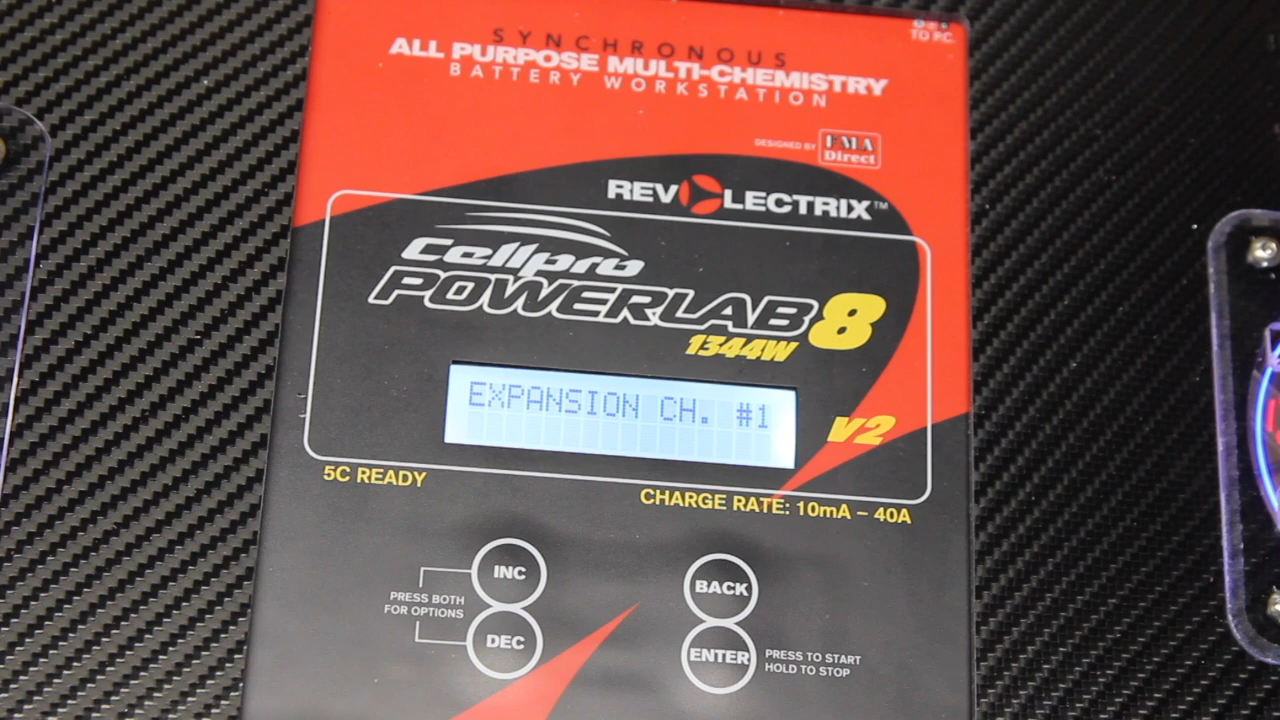 TO PC
SYNCHRONOUS
ALL PURPOSE MULTI-CHEMISTRY
BATTERY WORKSTATION
DESIGNED BY FMA Direct
REVOLECTRIX™
Cellpro
POWERLAB 8
1344W
EXPANSION CH. #1
v2
5C READY
CHARGE RATE: 10mA – 40A
INC
BACK
PRESS BOTH
FOR OPTIONS
DEC
ENTER
PRESS TO START
HOLD TO STOP